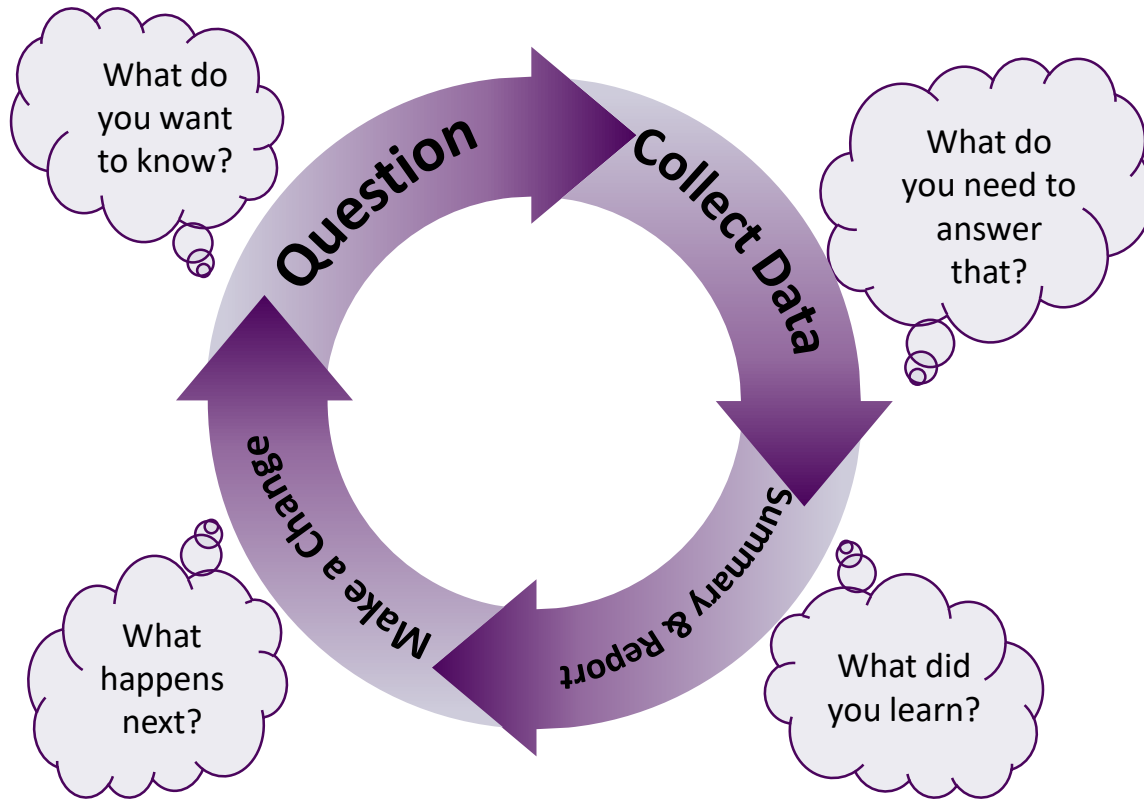 What do
you want
to know?
Question
Collect Data
What do
you need to
answer
that?
Summary & Report
What did
you learn?
Make a Change
What
happens
next?